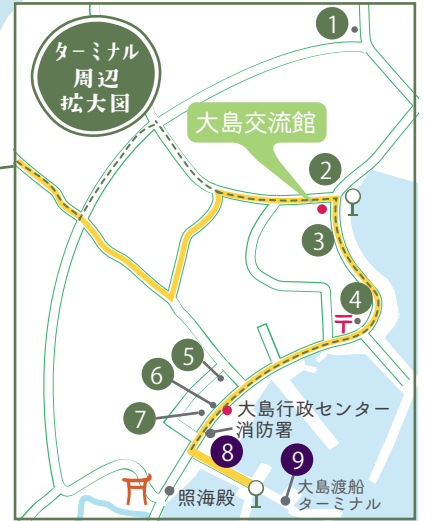 ターミナル
周辺
拡大図
1
大島交流館
2
3
4
〒
5
6
大島行政センター
7
消防署
8
9
大島渡船
ターミナル
照海殿